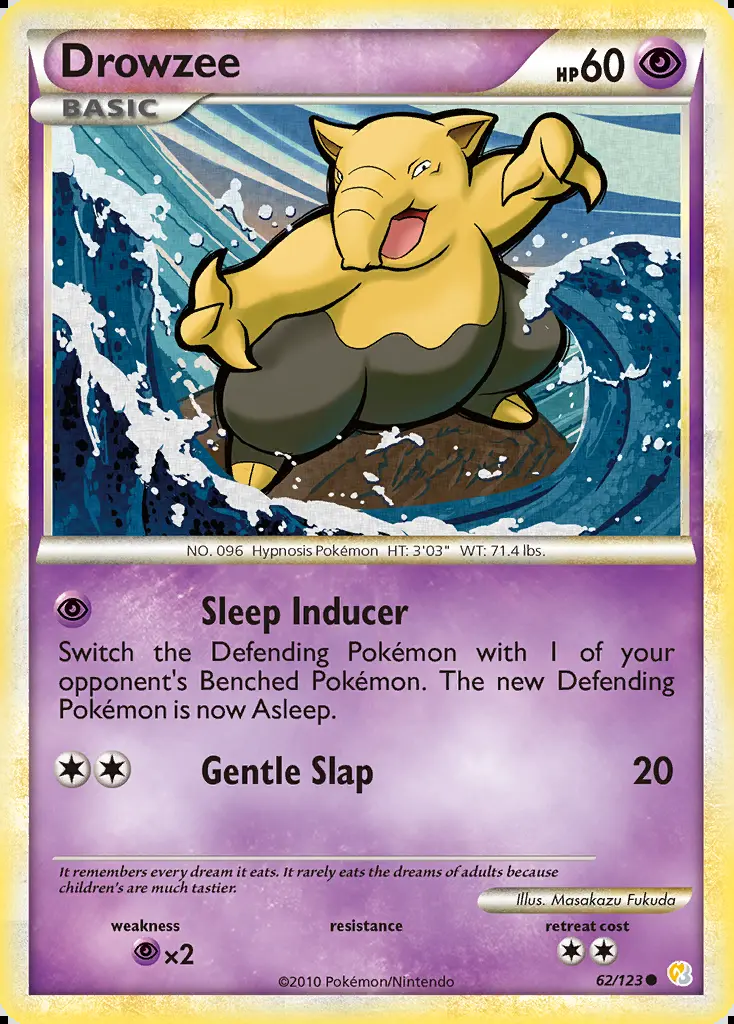 Drowzee
HP60
BASIC
NO. 096 Hypnosis Pokémon HT: 3'03" WT: 71.4 lbs.
Sleep Inducer
Switch the Defending Pokémon with 1 of your
opponent's Benched Pokémon. The new Defending
Pokémon is now Asleep.
Gentle Slap 20
It remembers every dream it eats. It rarely eats the dreams of adults because
children's are much tastier.
Illus. Masakazu Fukuda
weakness resistance retreat cost
×2
©2010 Pokémon/Nintendo
62/123